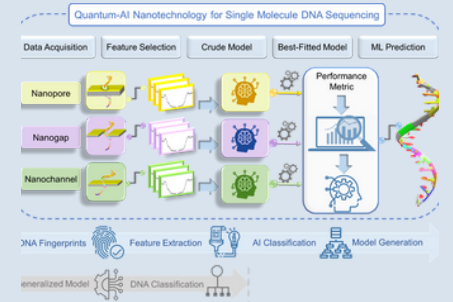 Quantum-AI Nanotechnology for Single Molecule DNA Sequencing
Data Acquisition
Feature Selection
Crude Model
Best-Fitted Model
ML Prediction
Nanopore
Performance
Metric
Nanogap
Nanochannel
DNA Fingerprints
Feature Extraction
AI Classification
Model Generation
eneralized Model
DNA Classification